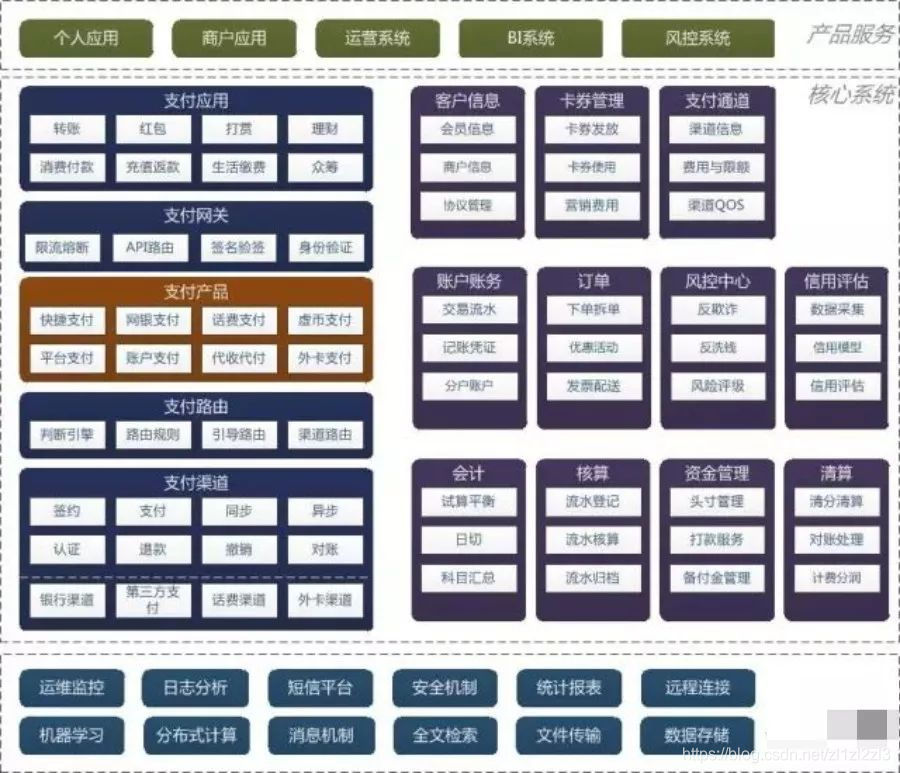 个人应用
商户应用
运营系统
BI系统
风控系统
产品服务
核心系统
支付应用
转账
红包
打赏
理财
消费付款
充值返款
生活缴费
众筹
支付网关
限流熔断
API路由
签名验签
身份验证
支付产品
快捷支付
网银支付
话费支付
虚币支付
平台支付
账户支付
代收代付
外卡支付
支付路由
判断引擎
路由规则
引导路由
渠道路由
支付渠道
签约
支付
同步
异步
认证
退款
撤销
对账
银行渠道
第三方支
付
话费渠道
外卡渠道
客户信息
会员信息
商户信息
协议管理
卡券管理
卡券发放
卡券使用
营销费用
支付通道
渠道信息
费用与限额
渠道QOS
账户账务
交易流水
记账凭证
分户账户
订单
下单拆单
优惠活动
发票配送
风控中心
反欺诈
反洗钱
风险评级
信用评估
数据采集
信用模型
信用评估
会计
试算平衡
日切
科目汇总
核算
流水登记
流水核算
流水归档
资金管理
头寸管理
打款服务
备付金管理
清算
清分清算
对账处理
计费分润
运维监控
日志分析
短信平台
安全机制
统计报表
远程连接
机器学习
分布式计算
消息机制
全文检索
文件传输
数据存储
https://blog.csdn.net/zl1zl2zl3